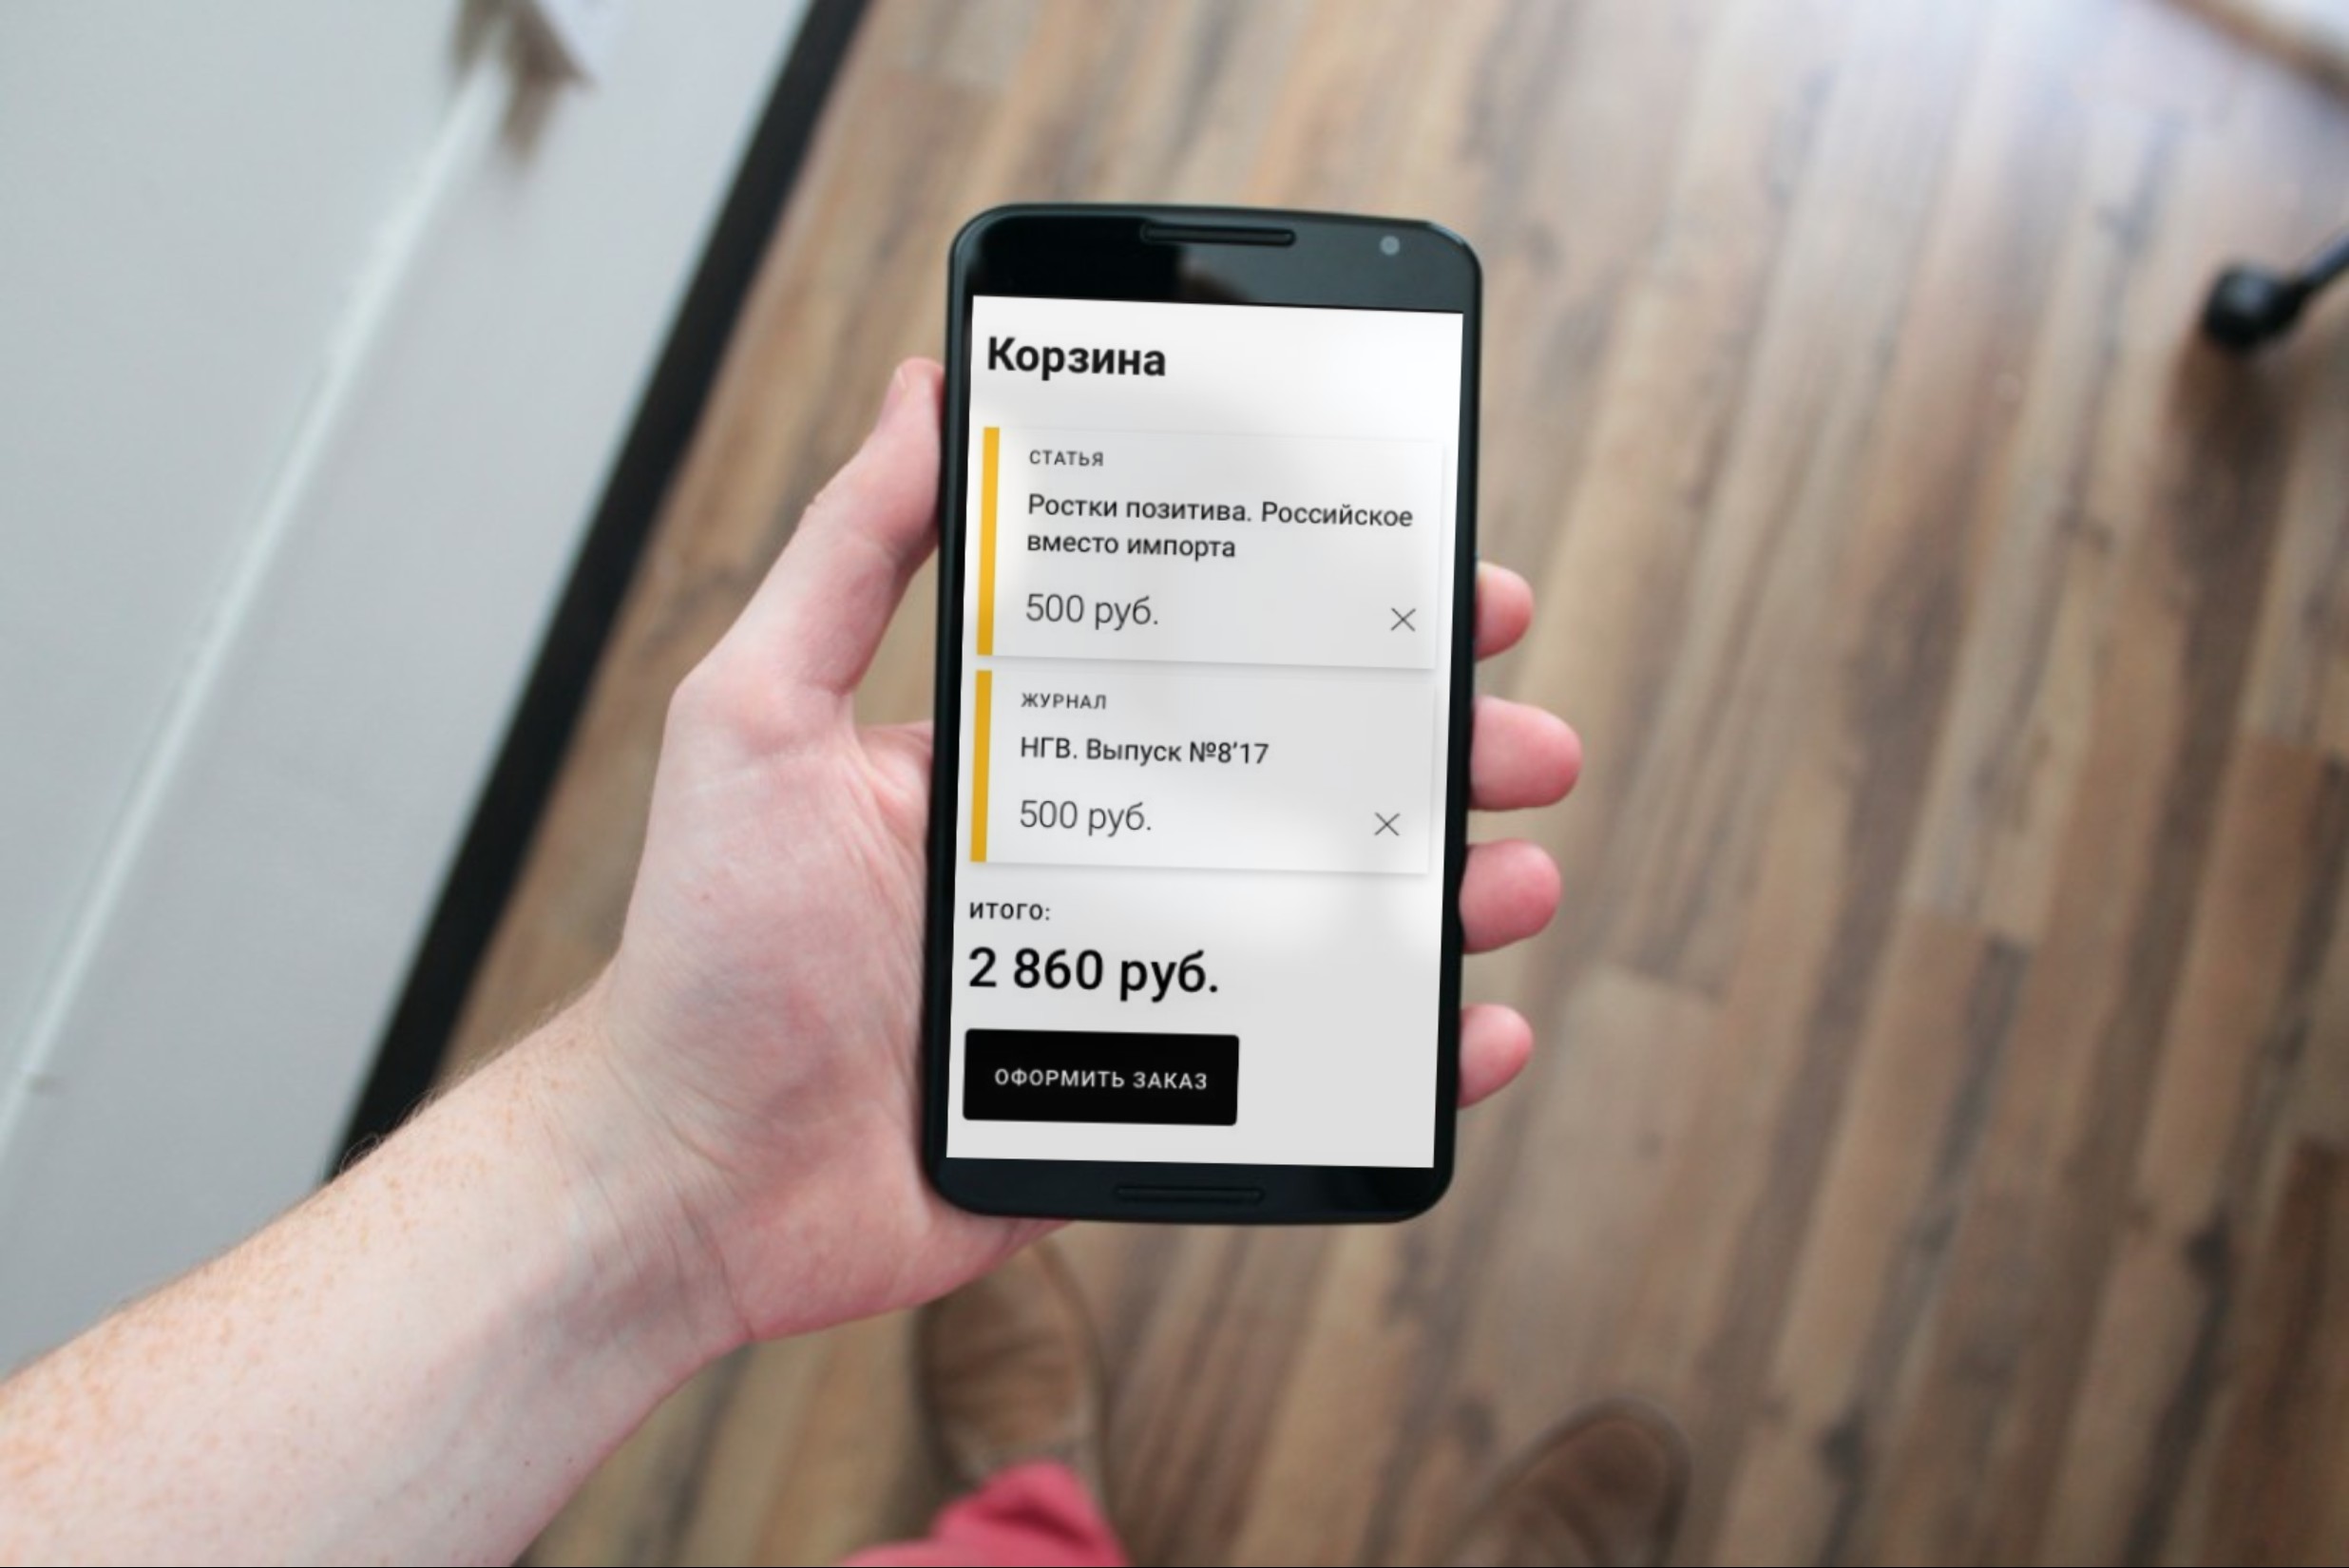 Корзина
СТАТЬЯ
Ростки позитива. Российское
вместо импорта
500 руб.
ЖУРНАЛ
НГВ. Выпуск №8'17
500 руб.
ИТОГО:
2 860 руб.
ОФОРМИТЬ ЗАКАЗ